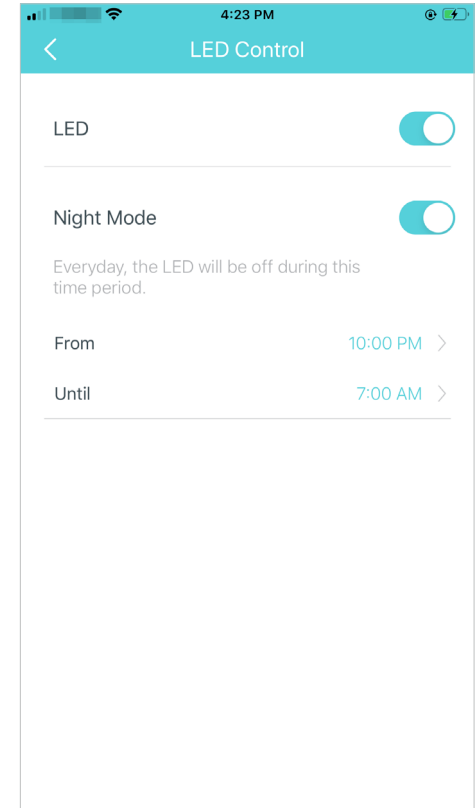 4:23 PM
LED Control
LED
Night Mode
Everyday, the LED will be off during this
time period.
From 10:00 PM
Until 7:00 AM